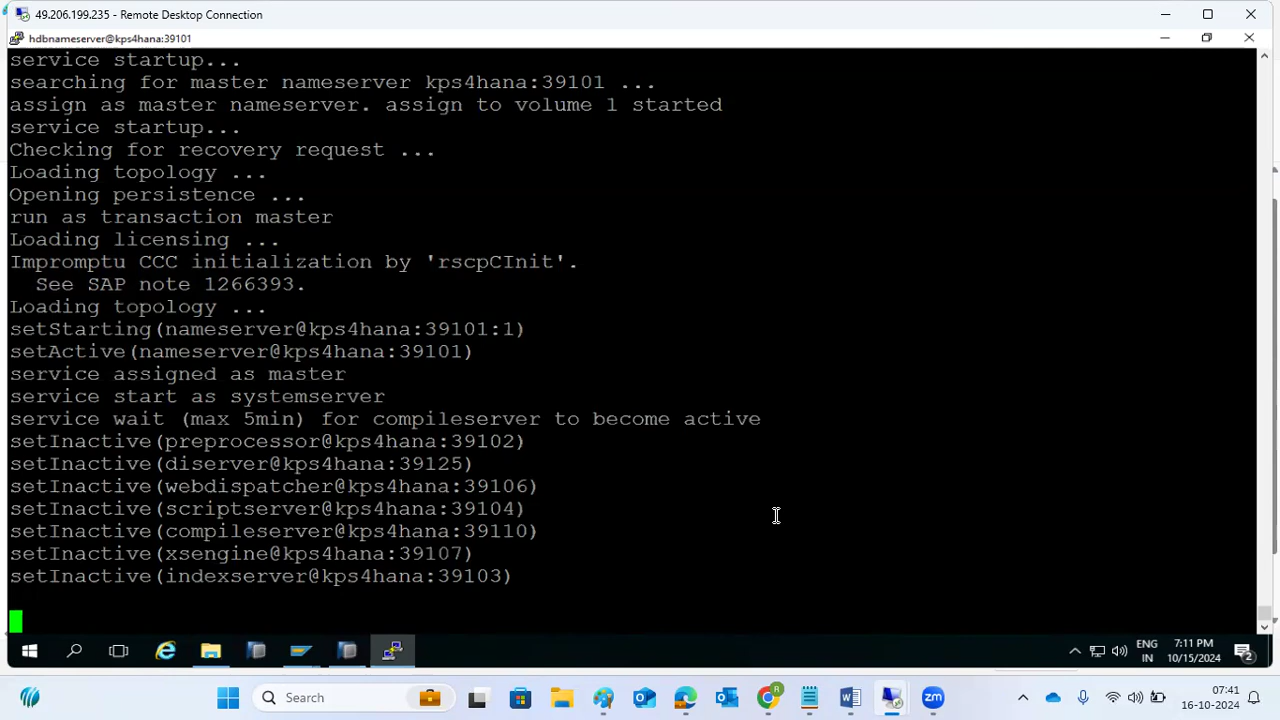 49.206.199.235 - Remote Desktop Connection
hdbnameserver@kps4hana:39101
service startup...
searching for master nameserver kps4hana:39101 ...
assign as master nameserver. assign to volume 1 started
service startup...
Checking for recovery request ...
Loading topology ...
Opening persistence ...
run as transaction master
Loading licensing ...
Impromptu CCC initialization by 'rscpCInit'.
See SAP note 1266393.
Loading topology ...
setStarting(nameserver@kps4hana:39101:1)
setActive(nameserver@kps4hana:39101)
service assigned as master
service start as systemserver
service wait (max 5min) for compileserver to become active
setInactive(preprocessor@kps4hana:39102)
setInactive(diserver@kps4hana:39125)
setInactive(webdispatcher@kps4hana:39106)
setInactive(scriptserver@kps4hana:39104)
setInactive(compileserver@kps4hana:39110)
setInactive(xsengine@kps4hana:39107)
setInactive(indexserver@kps4hana:39103)
ENG
IN
7:11 PM
10/15/2024
2
Search
R
zm
07:41
16-10-2024